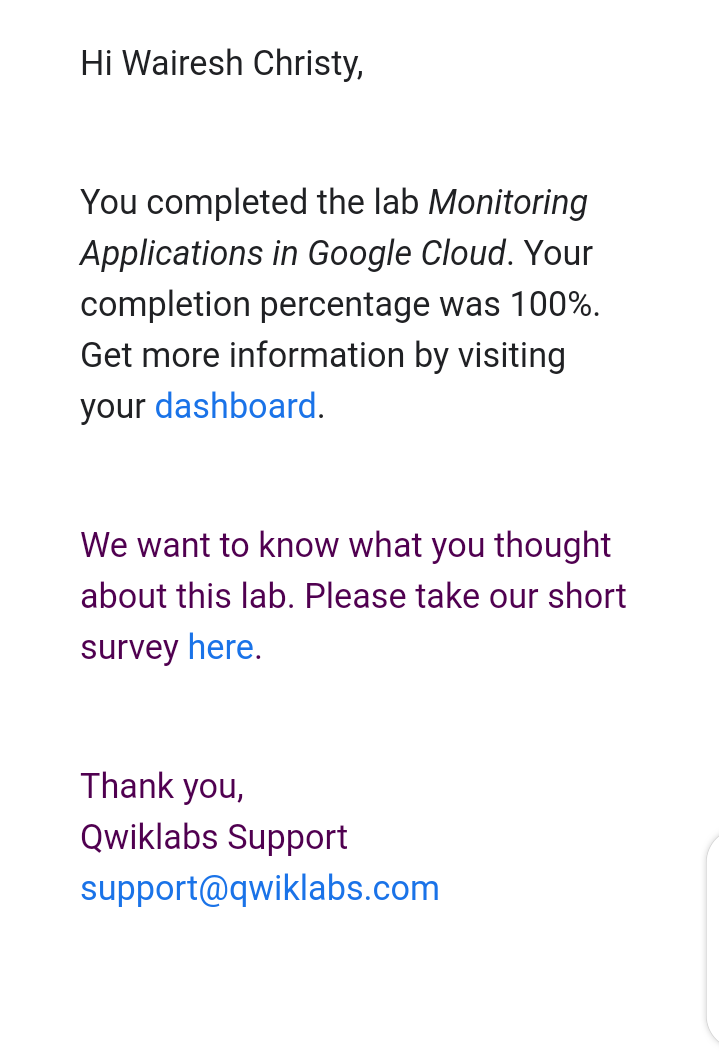 Hi Wairesh Christy,
You completed the lab Monitoring
Applications in Google Cloud. Your
completion percentage was 100%.
Get more information by visiting
your dashboard.
We want to know what you thought
about this lab. Please take our short
survey here.
Thank you,
Qwiklabs Support
support@qwiklabs.com